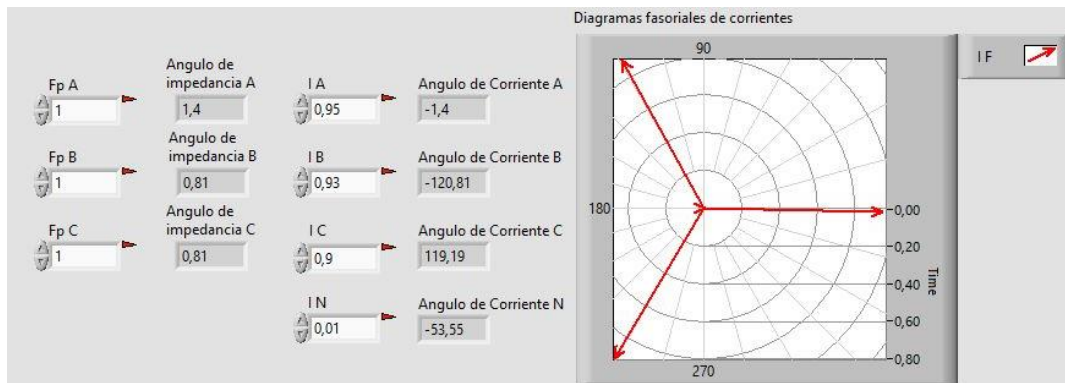 Diagramas fasoriales de corrientes
Fp A
1
Angulo de
impedancia A
1,4
I A
0,95
Angulo de Corriente A
-1,4
Fp B
1
Angulo de
impedancia B
0,81
I B
0,93
Angulo de Corriente B
-120,81
Fp C
1
Angulo de
impedancia C
0,81
I C
0,9
Angulo de Corriente C
119,19
I N
0,01
Angulo de Corriente N
-53,55
90
180
270
-0,00
-0,20
-0,40
-0,60
-0,80
Time
I F